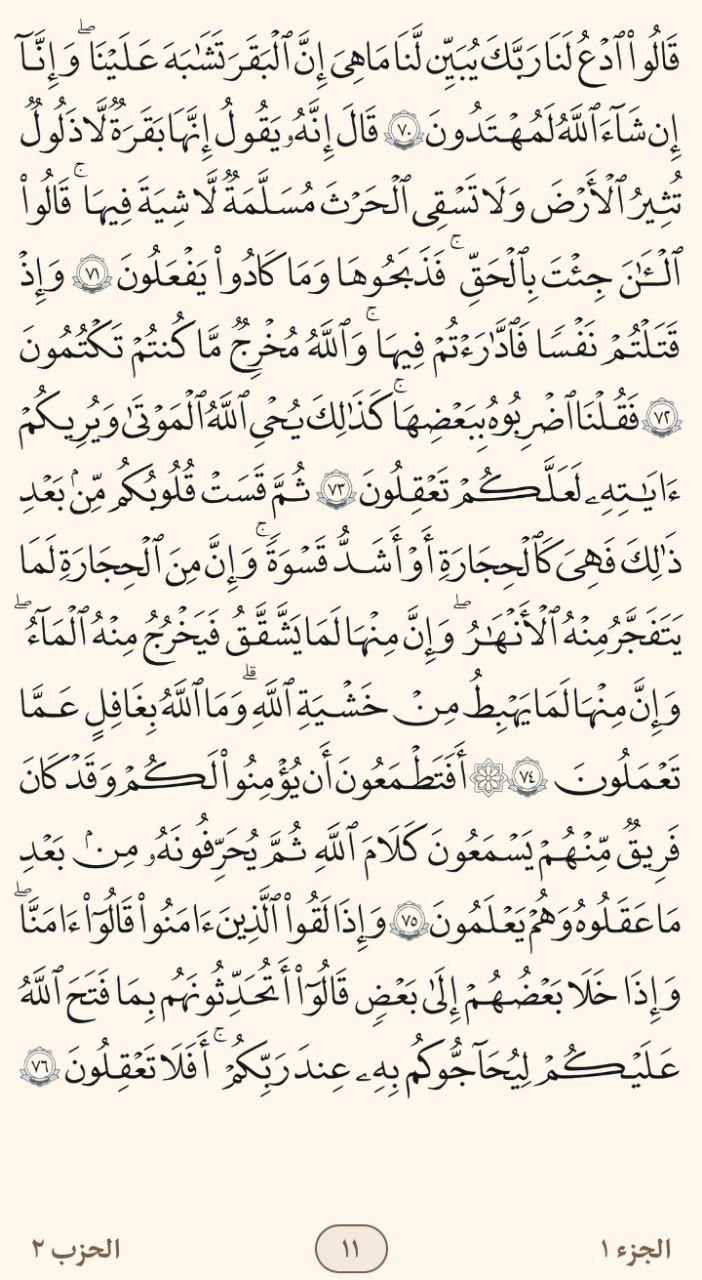 قَالُوا۟ ٱدْعُ لَنَا رَبَّكَ يُبَيِّن لَّنَا مَا هِىَ إِنَّ ٱلْبَقَرَ تَشَـٰبَهَ عَلَيْنَا ۖ وَإِنَّآ
إِن شَآءَ ٱللَّهُ لَمُهْتَدُونَ ٧٠ قَالَ إِنَّهُۥ يَقُولُ إِنَّهَا بَقَرَةٌ لَّا ذَلُولٌ
تُثِيرُ ٱلْأَرْضَ وَلَا تَسْقِى ٱلْحَرْثَ مُسَلَّمَةٌ لَّا شِيَةَ فِيهَا ۚ قَالُوا۟
ٱلْـَٔـٰنَ جِئْتَ بِٱلْحَقِّ ۚ فَذَبَحُوهَا وَمَا كَادُوا۟ يَفْعَلُونَ ٧١ وَإِذْ
قَتَلْتُمْ نَفْسًا فَٱدَّٰرَْٰٔتُمْ فِيهَا ۚ وَٱللَّهُ مُخْرِجٌ مَّا كُنتُمْ تَكْتُمُونَ
٧٢ فَقُلْنَا ٱضْرِبُوهُ بِبَعْضِهَا ۚ كَذَٰلِكَ يُحْىِ ٱللَّهُ ٱلْمَوْتَىٰ وَيُرِيكُمْ
ءَايَـٰتِهِۦ لَعَلَّكُمْ تَعْقِلُونَ ٧٣ ثُمَّ قَسَتْ قُلُوبُكُم مِّنۢ بَعْدِ
ذَٰلِكَ فَهِىَ كَٱلْحِجَارَةِ أَوْ أَشَدُّ قَسْوَةً ۚ وَإِنَّ مِنَ ٱلْحِجَارَةِ لَمَا
يَتَفَجَّرُ مِنْهُ ٱلْأَنْهَـٰرُ ۖ وَإِنَّ مِنْهَا لَمَا يَشَّقَّقُ فَيَخْرُجُ مِنْهُ ٱلْمَآءُ ۖ
وَإِنَّ مِنْهَا لَمَا يَهْبِطُ مِنْ خَشْيَةِ ٱللَّهِ ۗ وَمَا ٱللَّهُ بِغَـٰفِلٍ عَمَّا
تَعْمَلُونَ ٧٤ ۞ أَفَتَطْمَعُونَ أَن يُؤْمِنُوا۟ لَكُمْ وَقَدْ كَانَ
فَرِيقٌ مِّنْهُمْ يَسْمَعُونَ كَلَـٰمَ ٱللَّهِ ثُمَّ يُحَرِّفُونَهُۥ مِنۢ بَعْدِ
مَا عَقَلُوهُ وَهُمْ يَعْلَمُونَ ٧٥ وَإِذَا لَقُوا۟ ٱلَّذِينَ ءَامَنُوا۟ قَالُوٓا۟ ءَامَنَّا ۖ
وَإِذَا خَلَا بَعْضُهُمْ إِلَىٰ بَعْضٍ قَالُوٓا۟ أَتُحَدِّثُونَهُم بِمَا فَتَحَ ٱللَّهُ
عَلَيْكُمْ لِيُحَآجُّوكُم بِهِۦ عِندَ رَبِّكُمْ ۚ أَفَلَا تَعْقِلُونَ ٧٦
الجزء ١
١١
الحزب ٢